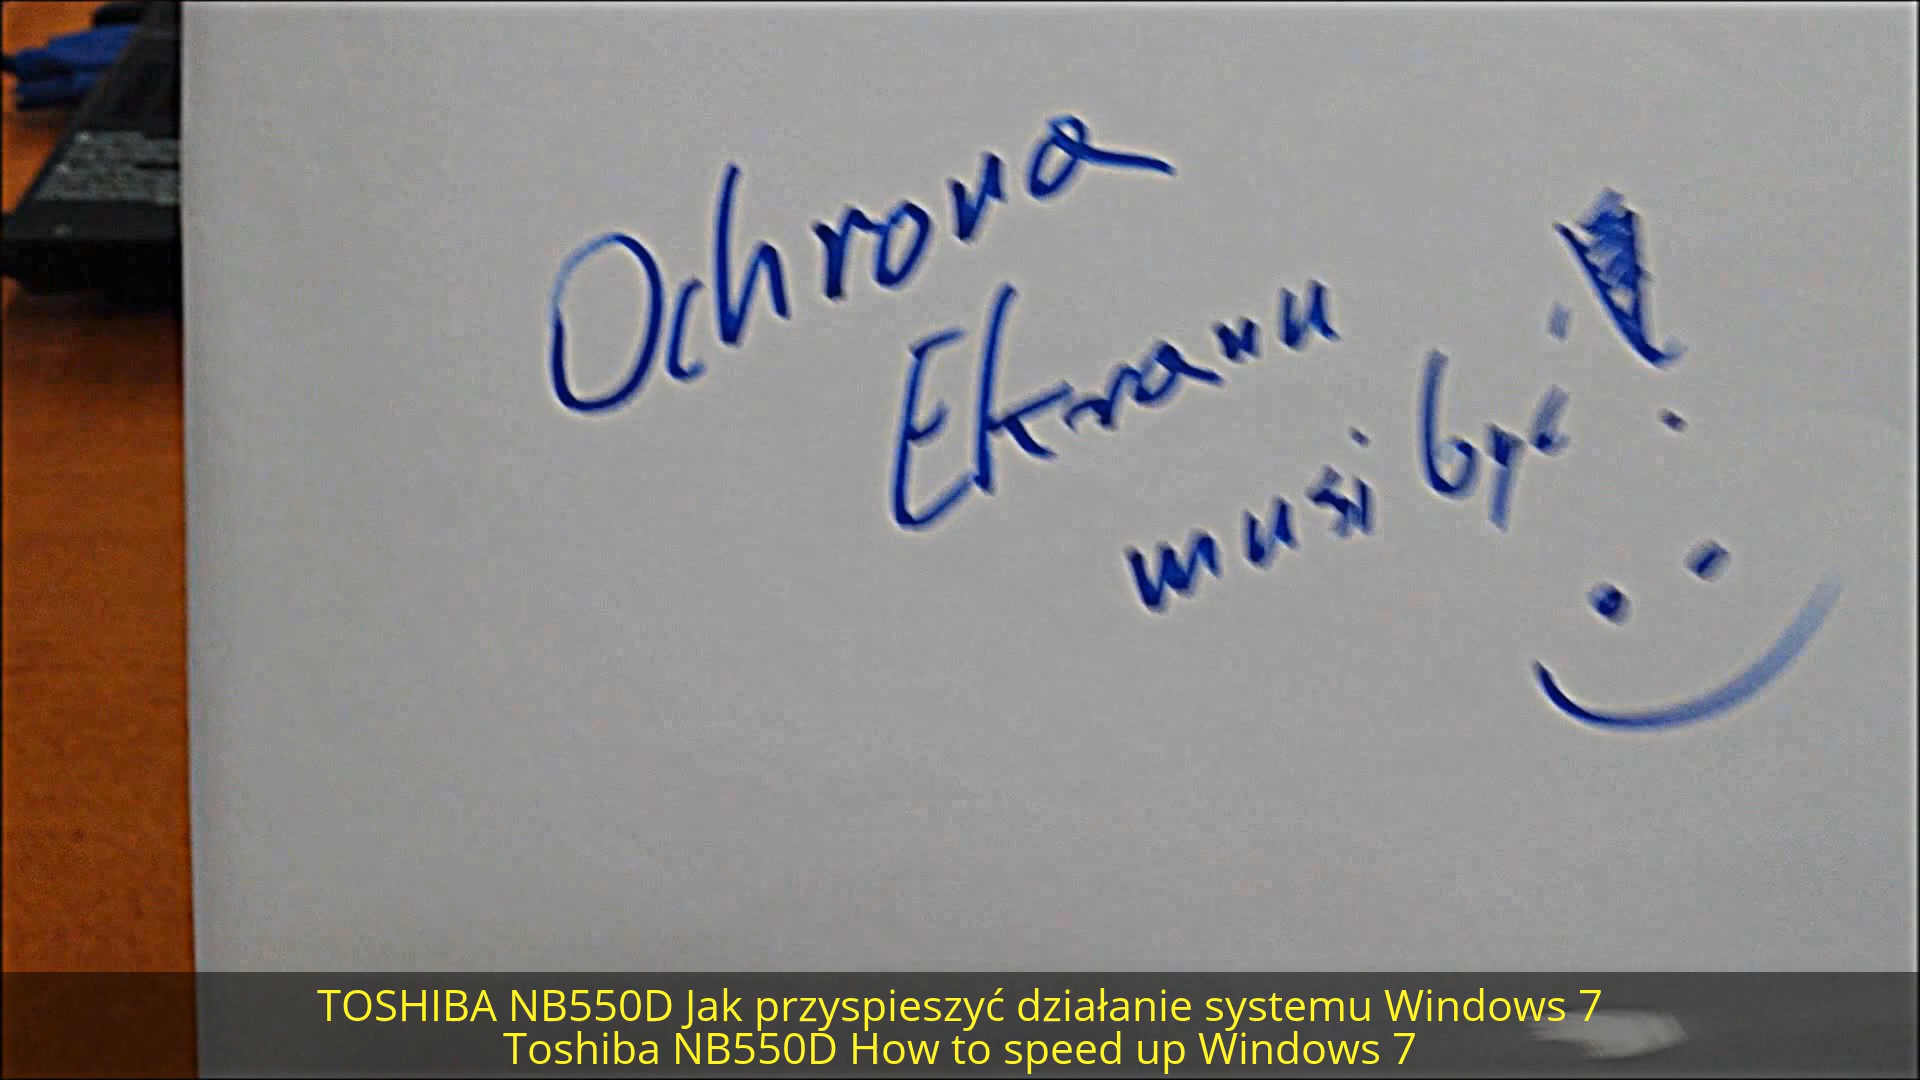 Ochrona
Ekranu
musi być!
TOSHIBA NB550D Jak przyspieszyć działanie systemu Windows 7
Toshiba NB550D How to speed up Windows 7